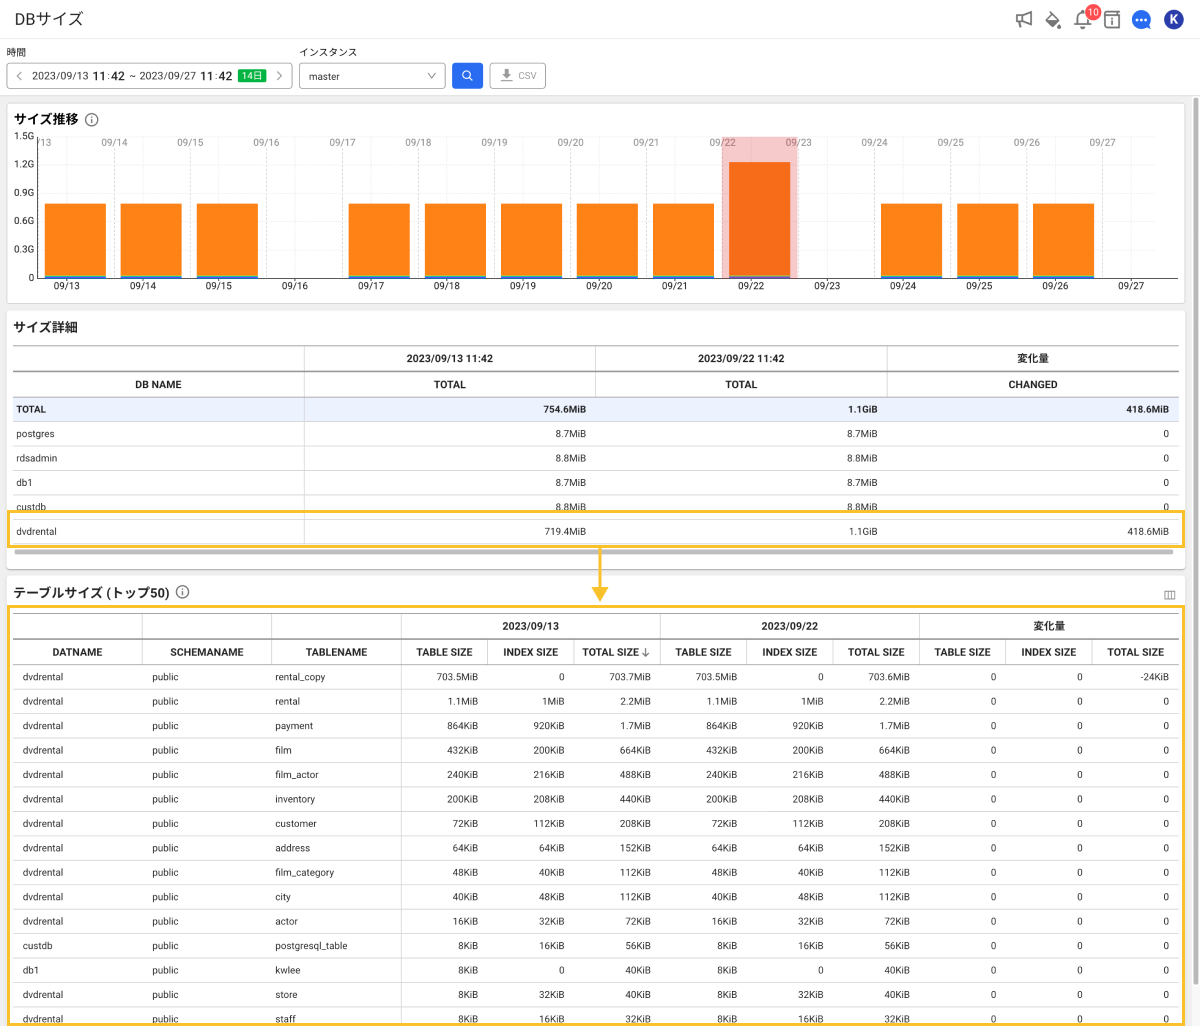 DBサイズ
10
K
時間
インスタンス
2023/09/13 11:42 ~ 2023/09/27 11:42 14日
master
CSV
サイズ推移
1.5G
1.2G
0.9G
0.6G
0.3G
0
/13 09/14 09/15 09/16 09/17 09/18 09/19 09/20 09/21 09/22 09/23 09/24 09/25 09/26 09/27
09/13 09/14 09/15 09/16 09/17 09/18 09/19 09/20 09/21 09/22 09/23 09/24 09/25 09/26 09/27
サイズ詳細
2023/09/13 11:42 2023/09/22 11:42 変化量
DB NAME TOTAL TOTAL CHANGED
TOTAL 754.6MiB 1.1GiB 418.6MiB
postgres 8.7MiB 8.7MiB 0
rdsadmin 8.8MiB 8.8MiB 0
db1 8.7MiB 8.7MiB 0
custdb 8.8MiB 8.8MiB 0
dvdrental 719.4MiB 1.1GiB 418.6MiB
テーブルサイズ (トップ50)
2023/09/13 2023/09/22 変化量
DATNAME SCHEMANAME TABLENAME TABLE SIZE INDEX SIZE TOTAL SIZE TABLE SIZE INDEX SIZE TOTAL SIZE TABLE SIZE INDEX SIZE TOTAL SIZE
dvdrental public rental_copy 703.5MiB 0 703.7MiB 703.5MiB 0 703.6MiB 0 0 -24KiB
dvdrental public rental 1.1MiB 1MiB 2.2MiB 1.1MiB 1MiB 2.2MiB 0 0 0
dvdrental public payment 864KiB 920KiB 1.7MiB 864KiB 920KiB 1.7MiB 0 0 0
dvdrental public film 432KiB 200KiB 664KiB 432KiB 200KiB 664KiB 0 0 0
dvdrental public film_actor 240KiB 216KiB 488KiB 240KiB 216KiB 488KiB 0 0 0
dvdrental public inventory 200KiB 208KiB 440KiB 200KiB 208KiB 440KiB 0 0 0
dvdrental public customer 72KiB 112KiB 208KiB 72KiB 112KiB 208KiB 0 0 0
dvdrental public address 64KiB 64KiB 152KiB 64KiB 64KiB 152KiB 0 0 0
dvdrental public film_category 48KiB 40KiB 112KiB 48KiB 40KiB 112KiB 0 0 0
dvdrental public city 40KiB 48KiB 112KiB 40KiB 48KiB 112KiB 0 0 0
dvdrental public actor 16KiB 32KiB 72KiB 16KiB 32KiB 72KiB 0 0 0
custdb public postgresql_table 8KiB 16KiB 56KiB 8KiB 16KiB 56KiB 0 0 0
db1 public kwlee 8KiB 0 40KiB 8KiB 0 40KiB 0 0 0
dvdrental public store 8KiB 32KiB 40KiB 8KiB 32KiB 40KiB 0 0 0
dvdrental public staff 8KiB 16KiB 32KiB 8KiB 16KiB 32KiB 0 0 0